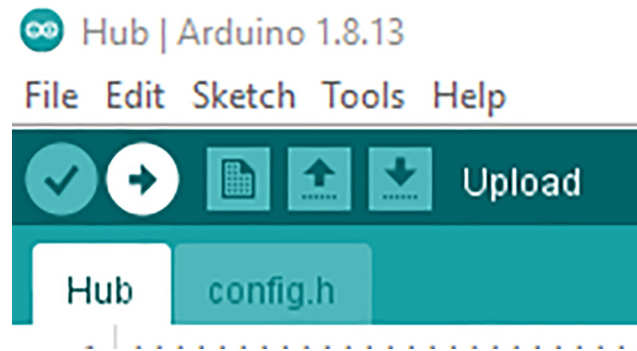 Hub | Arduino 1.8.13
File Edit Sketch Tools Help
Upload
Hub config.h